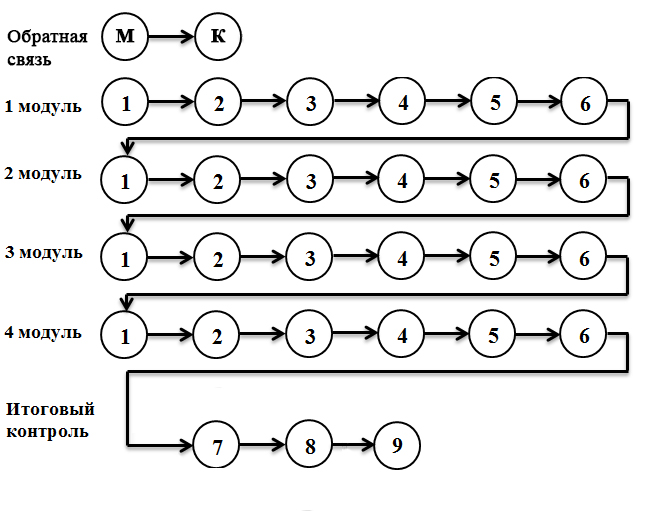 Обратная
связь
М К
1 модуль 1 2 3 4 5 6
2 модуль 1 2 3 4 5 6
3 модуль 1 2 3 4 5 6
4 модуль 1 2 3 4 5 6
Итоговый
контроль
7 8 9